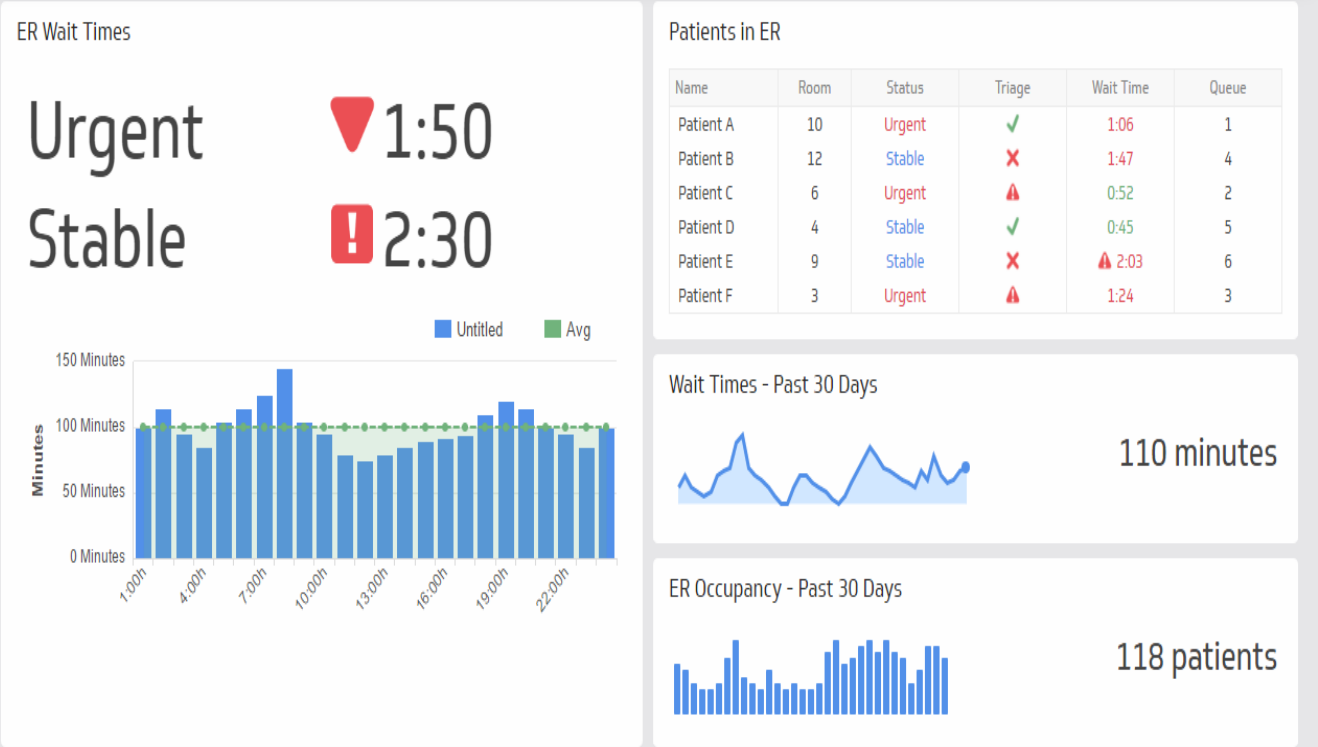 ER Wait Times
Urgent 1:50
Stable ! 2:30
Untitled Avg
150 Minutes
100 Minutes
50 Minutes
0 Minutes
Minutes
1:00h 4:00h 7:00h 10:00h 13:00h 16:00h 19:00h 22:00h
Patients in ER
Name Room Status Triage Wait Time Queue
Patient A 10 Urgent 1:06 1
Patient B 12 Stable 1:47 4
Patient C 6 Urgent 0:52 2
Patient D 4 Stable 0:45 5
Patient E 9 Stable 2:03 6
Patient F 3 Urgent 1:24 3
Wait Times - Past 30 Days
110 minutes
ER Occupancy - Past 30 Days
118 patients